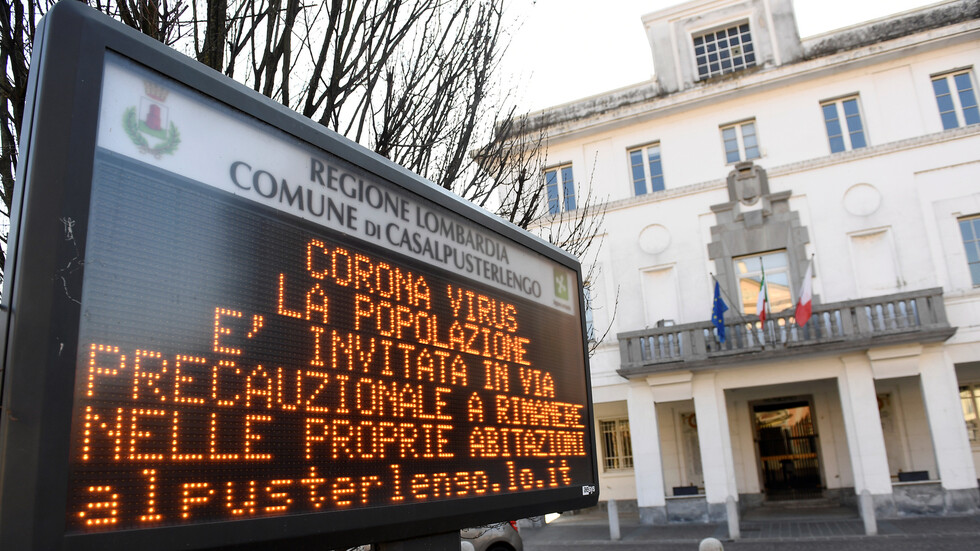 REGIONE LOMBARDIA
COMUNE DI CASALPUSTERLENGO
CORONA VIRUS
LA POPOLAZIONE
E' INVITATA IN VIA
PRECAUZIONALE A RIMANERE
NELLE PROPRIE ABITAZIONI
alpusterlengo.lo.it